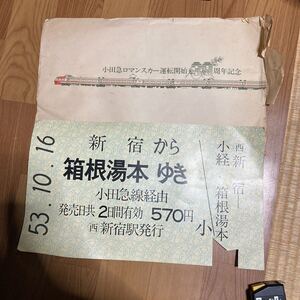 小田急ロマンスカー運転開始 周年記念
53.10.16
新宿から
箱根湯本 ゆき
小田急線経由
発売日共 2日間有効 570円
西 新宿駅発行
小
西 新宿
小経 箱根湯本